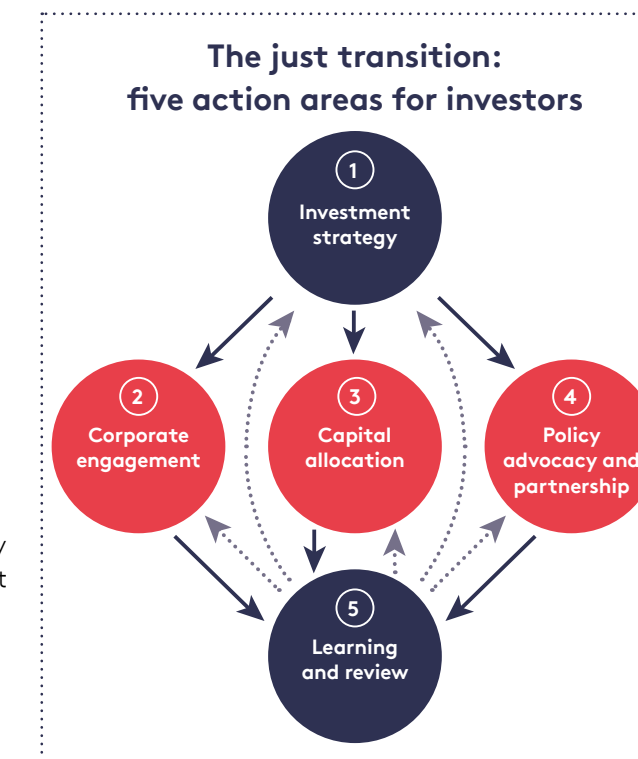 The just transition:
five action areas for investors
1
Investment
strategy
2
Corporate
engagement
3
Capital
allocation
4
Policy
advocacy and
partnership
5
Learning
and review
y
t